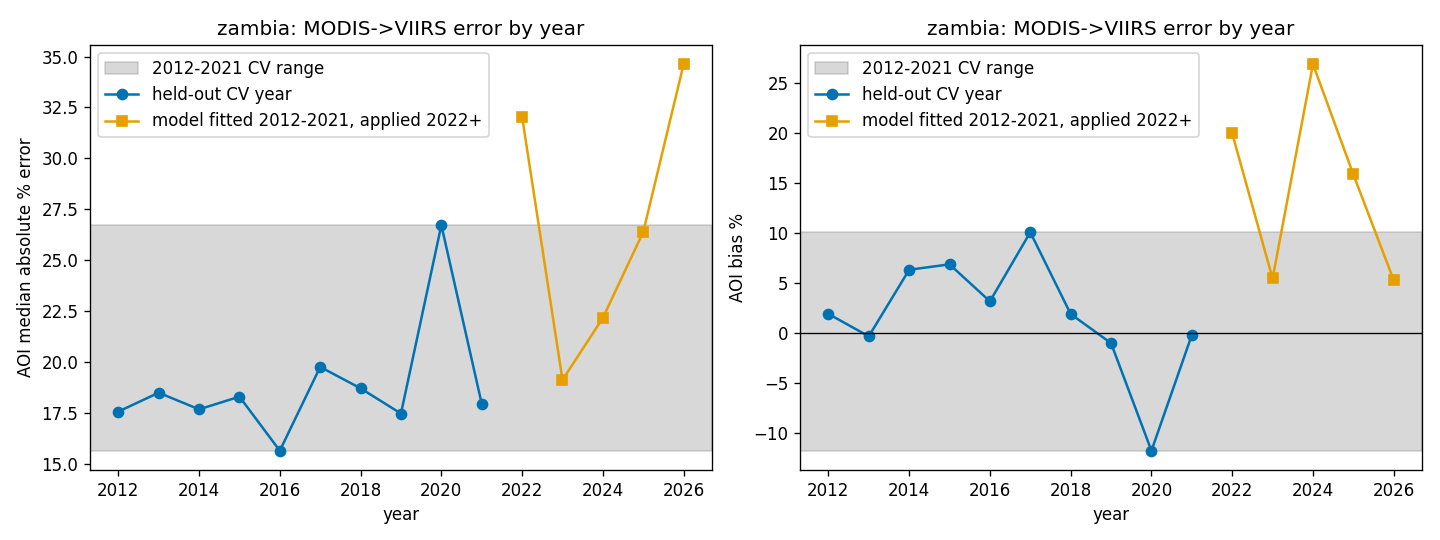 zambia: MODIS->VIIRS error by year
AOI median absolute % error
35.0
32.5
30.0
27.5
25.0
22.5
20.0
17.5
15.0
2012-2021 CV range
held-out CV year
model fitted 2012-2021, applied 2022+
2012 2014 2016 2018 2020 2022 2024 2026
year
zambia: MODIS->VIIRS error by year
AOI bias %
25
20
15
10
5
0
−5
−10
2012-2021 CV range
held-out CV year
model fitted 2012-2021, applied 2022+
2012 2014 2016 2018 2020 2022 2024 2026
year